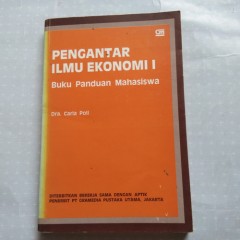 PENGANTAR
ILMU EKONOMI I
Buku Panduan Mahasiswa
Dra. Carla Poli
DITERBITKAN BEKERJA SAMA DENGAN APTIK
PENERBIT PT GRAMEDIA PUSTAKA UTAMA, JAKARTA